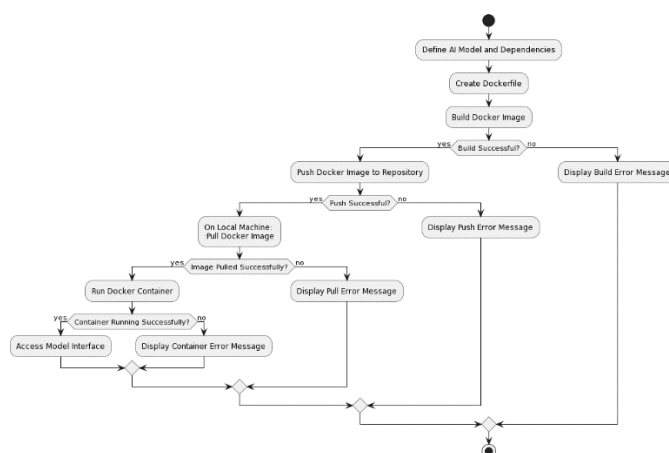 Define AI Model and Dependencies
Create Dockerfile
Build Docker Image
yes
Build Successful?
no
Push Docker Image to Repository
Display Build Error Message
yes
Push Successful?
no
On Local Machine:
:Pull Docker Image
Display Push Error Message
yes
Image Pulled Successfully?
no
Run Docker Container
Display Pull Error Message
yes
Container Running Successfully?
no
Access Model Interface
Display Container Error Message